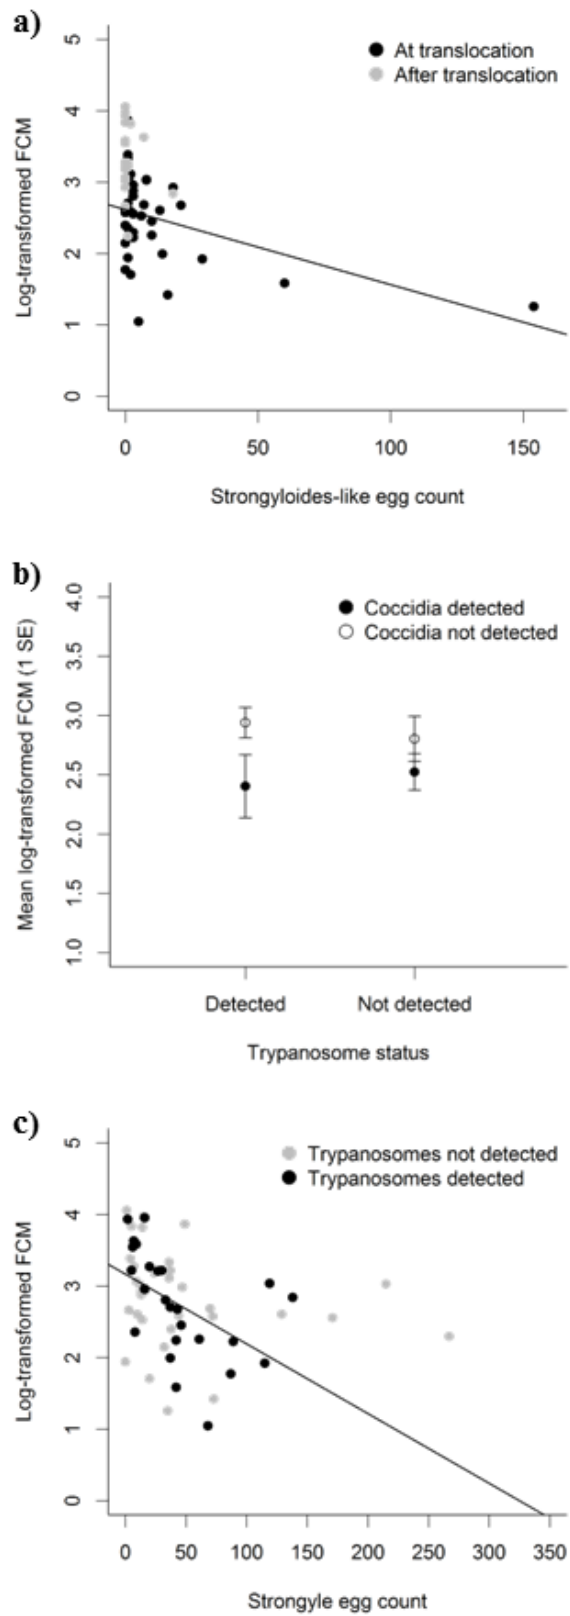 a)
At translocation
After translocation
5
4
3
2
1
0
Log-transformed FCM
0 50 100 150
Strongyloides-like egg count
b)
Coccidia detected
Coccidia not detected
4.0
3.5
3.0
2.5
2.0
1.5
1.0
Mean log-transformed FCM (1 SE)
Detected Not detected
Trypanosome status
c)
Trypanosomes not detected
Trypanosomes detected
5
4
3
2
1
0
Log-transformed FCM
0 50 100 150 200 250 300 350
Strongyle egg count